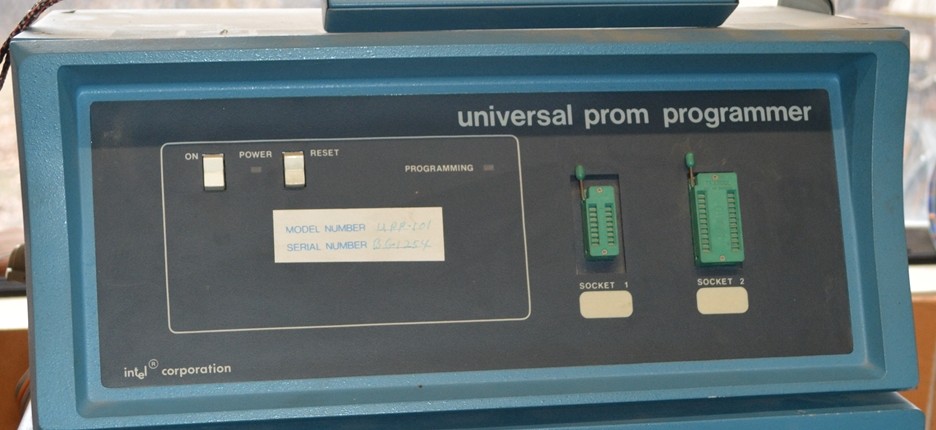 universal prom programmer
ON POWER RESET
PROGRAMMING
MODEL NUMBER
SERIAL NUMBER
SOCKET 1 SOCKET 2
intel® corporation